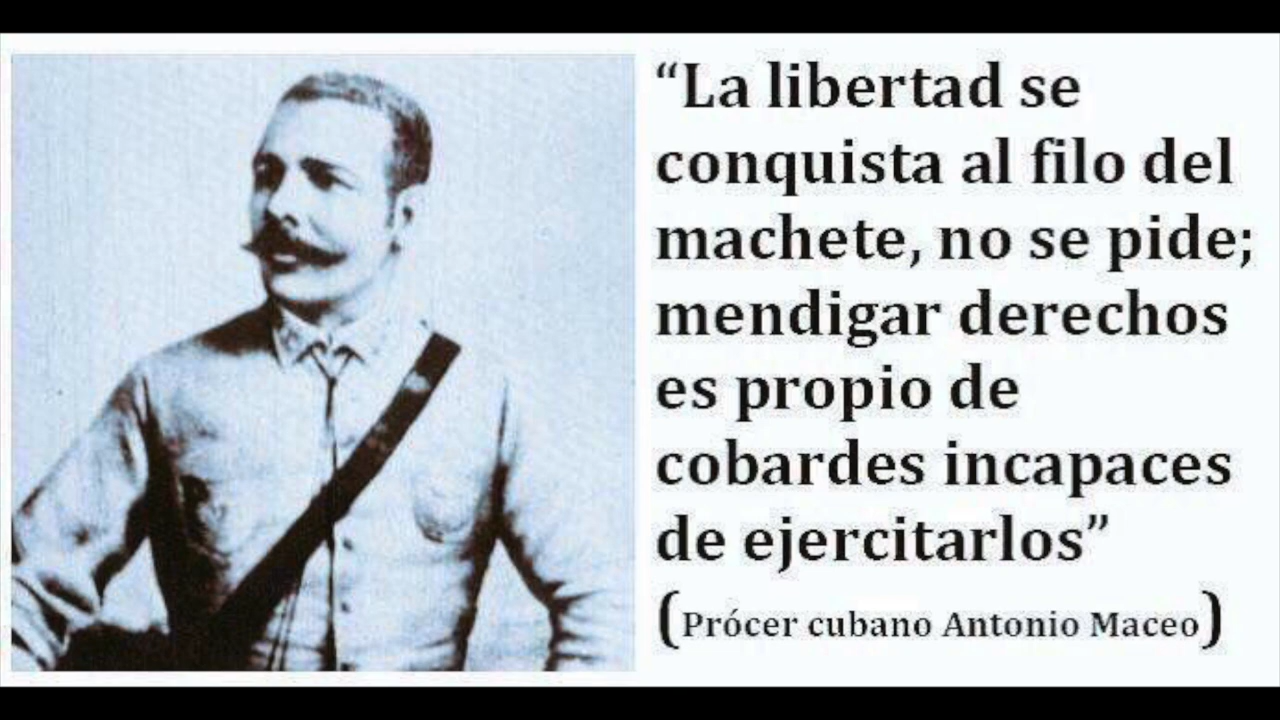 “La libertad se
conquista al filo del
machete, no se pide;
mendigar derechos
es propio de
cobardes incapaces
de ejercitarlos”
(Prócer cubano Antonio Maceo)